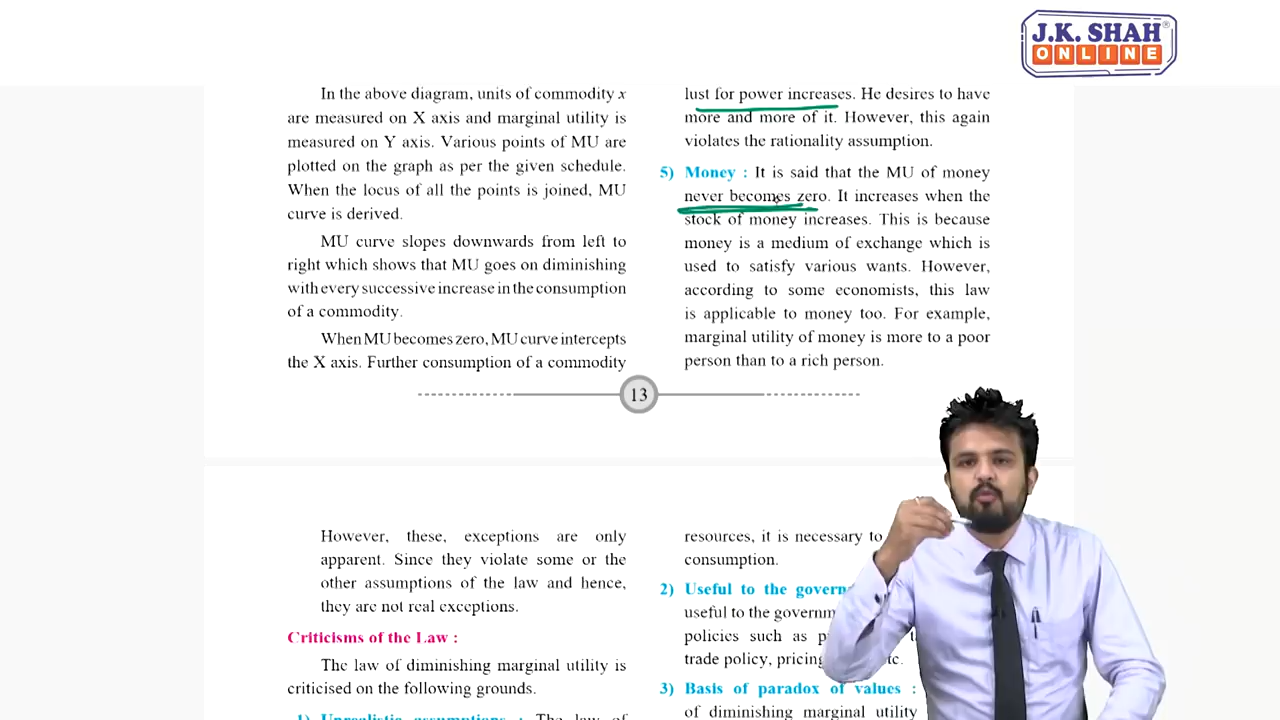 J.K. SHAH®
ONLINE
In the above diagram, units of commodity x
are measured on X axis and marginal utility is
measured on Y axis. Various points of MU are
plotted on the graph as per the given schedule.
When the locus of all the points is joined, MU
curve is derived.
MU curve slopes downwards from left to
right which shows that MU goes on diminishing
with every successive increase in the consumption
of a commodity.
When MU becomes zero, MU curve intercepts
the X axis. Further consumption of a commodity
lust for power increases. He desires to have
more and more of it. However, this again
violates the rationality assumption.
5) Money : It is said that the MU of money
never becomes zero. It increases when the
stock of money increases. This is because
money is a medium of exchange which is
used to satisfy various wants. However,
according to some economists, this law
is applicable to money too. For example,
marginal utility of money is more to a poor
person than to a rich person.
13
However, these, exceptions are only
apparent. Since they violate some or the
other assumptions of the law and hence,
they are not real exceptions.
Criticisms of the Law :
The law of diminishing marginal utility is
criticised on the following grounds.
1) Unrealistic assumptions : The law of
resources, it is necessary to
consumption.
2) Useful to the
useful to the
policies such as
trade policy, pricing
3) Basis of paradox of values :
of diminishing marginal utility